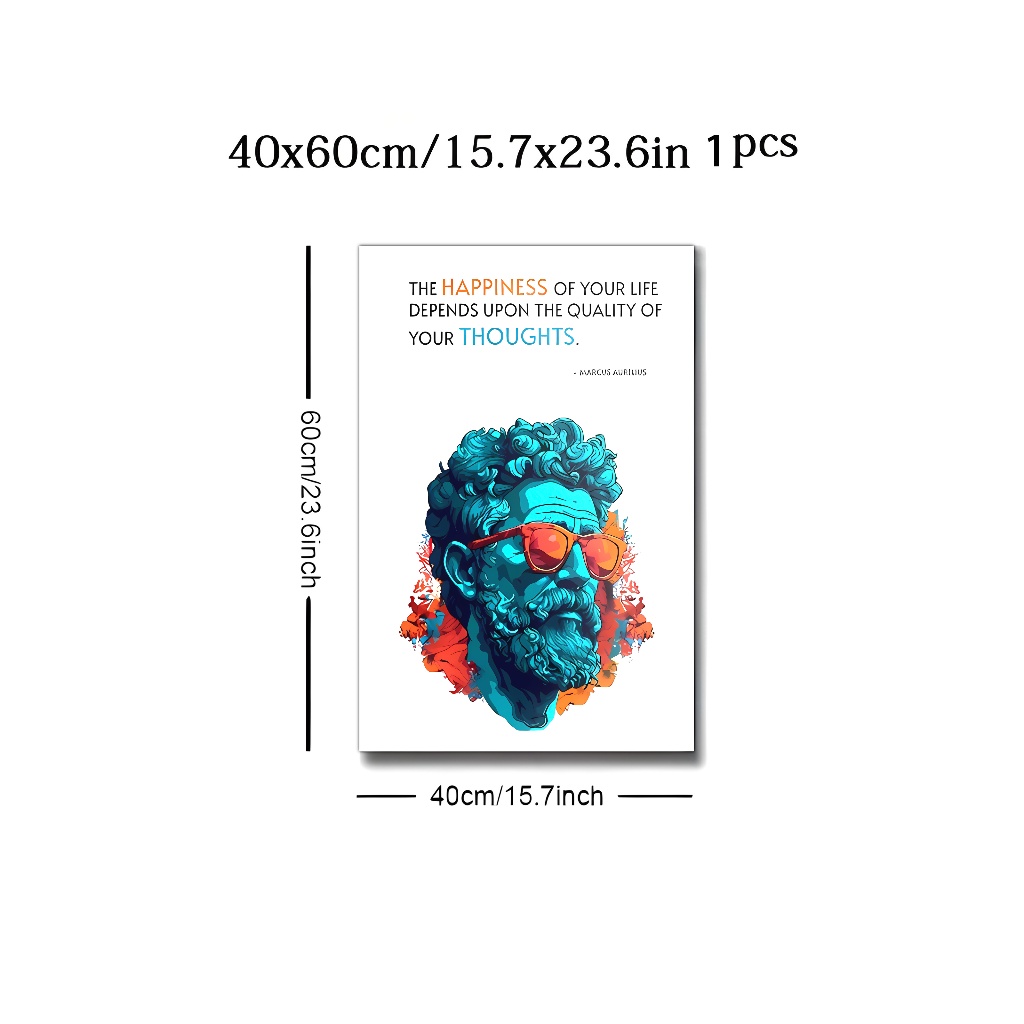 40x60cm/15.7x23.6in 1pcs
THE HAPPINESS OF YOUR LIFE
DEPENDS UPON THE QUALITY OF
YOUR THOUGHTS.
- MARCUS AURELIUS
60cm/23.6inch
40cm/15.7inch